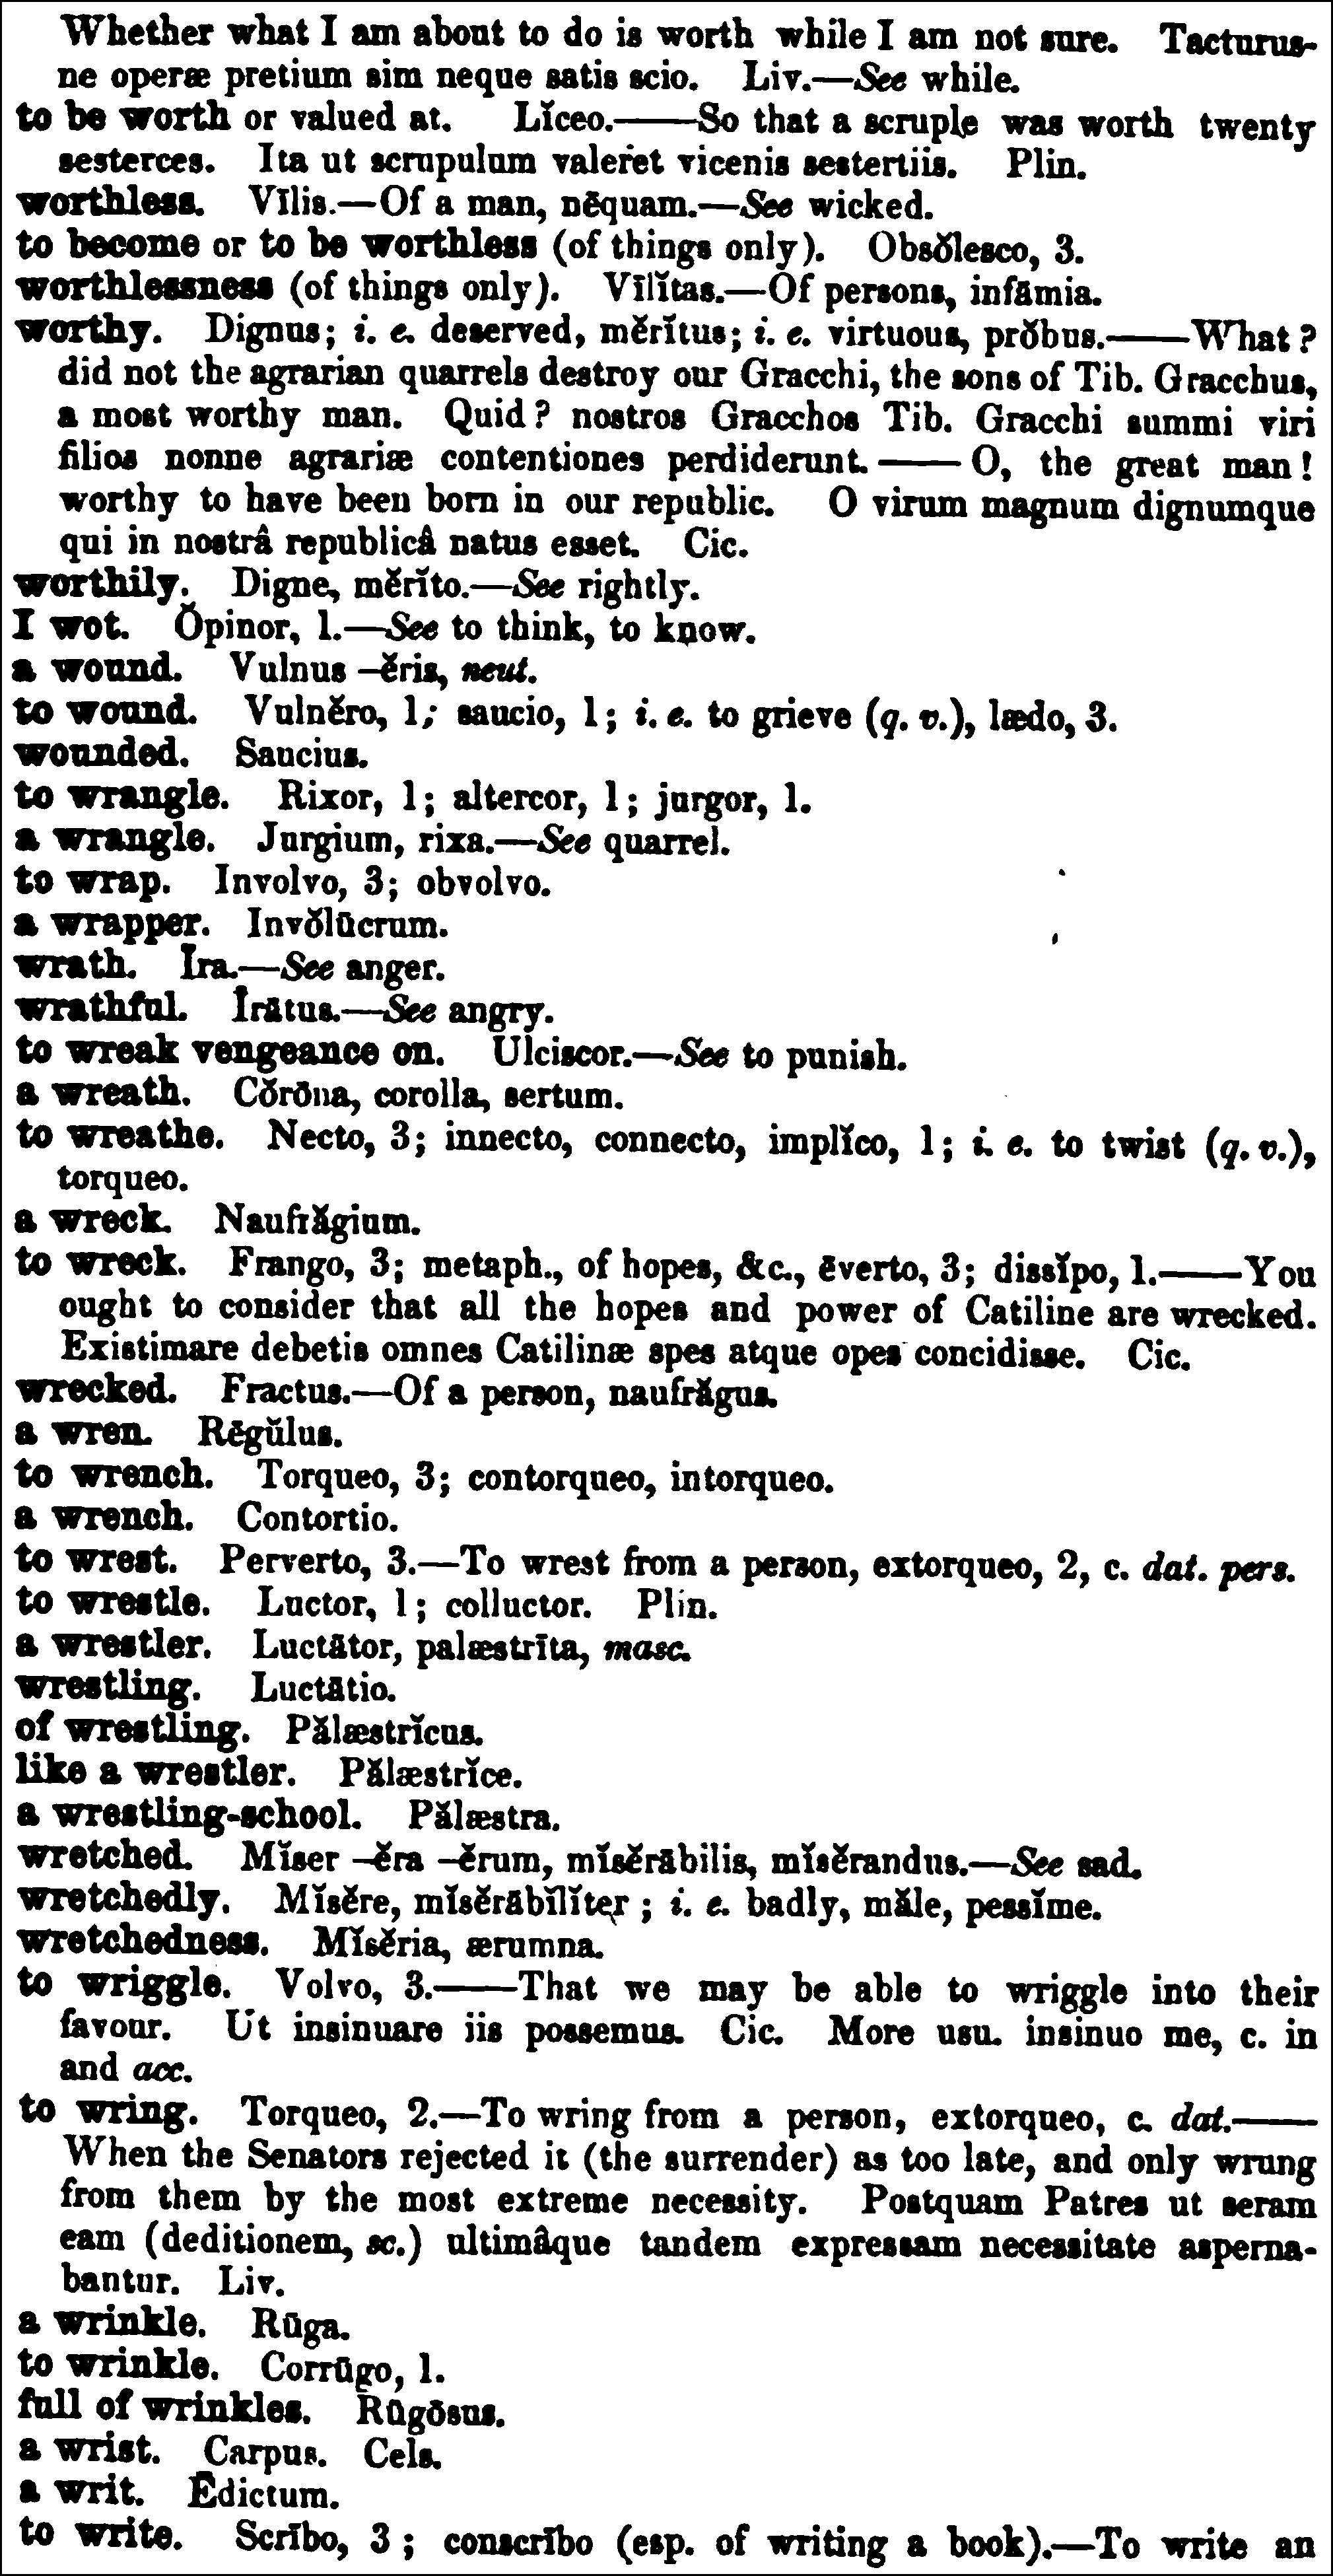 Whether what I am about to do is worth while I am not sure. Tacturus-
ne operæ pretium sim neque satis scio. Liv.—See while.
to be worth or valued at. Lĭceo.——So that a scruple was worth twenty
sesterces. Ita ut scrupulum valeret vicenis sestertiis. Plin.
worthless. Vīlis.—Of a man, nēquam.—See wicked.
to become or to be worthless (of things only). Obsŏlesco, 3.
worthlessness (of things only). Vīlĭtas.—Of persons, infāmia.
worthy. Dignus; i. e. deserved, mĕrĭtus; i. e. virtuous, prŏbus.——What?
did not the agrarian quarrels destroy our Gracchi, the sons of Tib. Gracchus,
a most worthy man. Quid? nostros Gracchos Tib. Gracchi summi viri
filios nonne agrariæ contentiones perdiderunt.——O, the great man!
worthy to have been born in our republic. O virum magnum dignumque
qui in nostrâ republicâ natus esset. Cic.
worthily. Digne, mĕrĭto.—See rightly.
I wot. Ŏpinor, 1.—See to think, to know.
a wound. Vulnus –ĕris, neut.
to wound. Vulnĕro, 1; saucio, 1; i. e. to grieve (q. v.), lædo, 3.
wounded. Saucius.
to wrangle. Rixor, 1; altercor, 1; jurgor, 1.
a wrangle. Jurgium, rixa.—See quarrel.
to wrap. Involvo, 3; obvolvo.
a wrapper. Invŏlūcrum.
wrath. Īra.—See anger.
wrathful. Īrātus.—See angry.
to wreak vengeance on. Ulciscor.—See to punish.
a wreath. Cŏrōna, corolla, sertum.
to wreathe. Necto, 3; innecto, connecto, implĭco, 1; i. e. to twist (q. v.),
torqueo.
a wreck. Naufrăgium.
to wreck. Frango, 3; metaph., of hopes, &c., ēverto, 3; dissĭpo, 1.——You
ought to consider that all the hopes and power of Catiline are wrecked.
Existimare debetis omnes Catilinæ spes atque opes concidisse. Cic.
wrecked. Fractus.—Of a person, naufrăgus.
a wren. Rēgŭlus.
to wrench. Torqueo, 3; contorqueo, intorqueo.
a wrench. Contortio.
to wrest. Perverto, 3.—To wrest from a person, extorqueo, 2, c. dat. pers.
to wrestle. Luctor, 1; colluctor. Plin.
a wrestler. Luctātor, palæstrīta, masc.
wrestling. Luctātio.
of wrestling. Pălæstrĭcus.
like a wrestler. Pălæstrĭce.
a wrestling-school. Pălæstra.
wretched. Mĭser –ĕra –ĕrum, mĭsĕrābilis, mĭsĕrandus.—See sad.
wretchedly. Mĭsĕre, mĭsĕrābĭlĭter; i. e. badly, măle, pessĭme.
wretchedness. Mĭsĕria, ærumna.
to wriggle. Volvo, 3.——That we may be able to wriggle into their
favour. Ut insinuare iis possemus. Cic. More usu. insinuo me, c. in
and acc.
to wring. Torqueo, 2.—To wring from a person, extorqueo, c. dat.——
When the Senators rejected it (the surrender) as too late, and only wrung
from them by the most extreme necessity. Postquam Patres ut seram
eam (deditionem, sc.) ultimâque tandem expressam necessitate asperna-
bantur. Liv.
a wrinkle. Rūga.
to wrinkle. Corrūgo, 1.
full of wrinkles. Rūgōsus.
a wrist. Carpus. Cels.
a writ. Ēdictum.
to write. Scrībo, 3; conscrībo (esp. of writing a book).—To write an